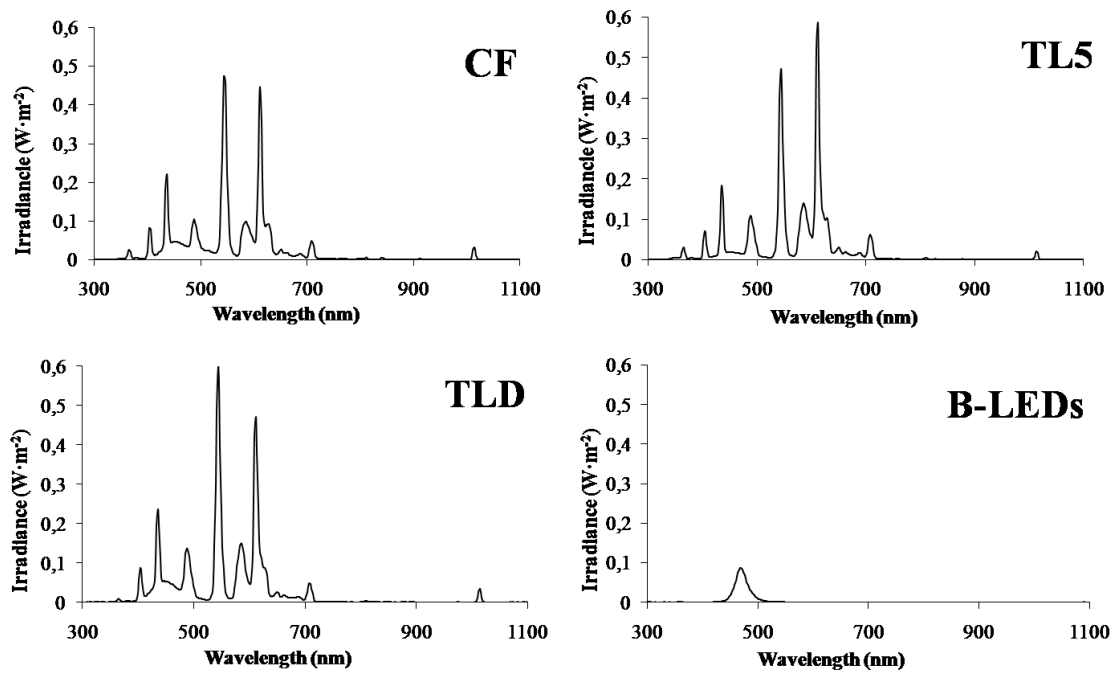 CF
0,6
0,5
0,4
0,3
0,2
0,1
0
Irradiancie (W·m-2)
300 500 700 900 1100
Wavelength (nm)
TL5
0,6
0,5
0,4
0,3
0,2
0,1
0
Irradiance (W·m-2)
300 500 700 900 1100
Wavelength (nm)
TLD
0,6
0,5
0,4
0,3
0,2
0,1
0
Irradiance (W·m-2)
300 500 700 900 1100
Wavelength (nm)
B-LEDs
0,6
0,5
0,4
0,3
0,2
0,1
0
Irradiance (W·m-2)
300 500 700 900 1100
Wavelength (nm)